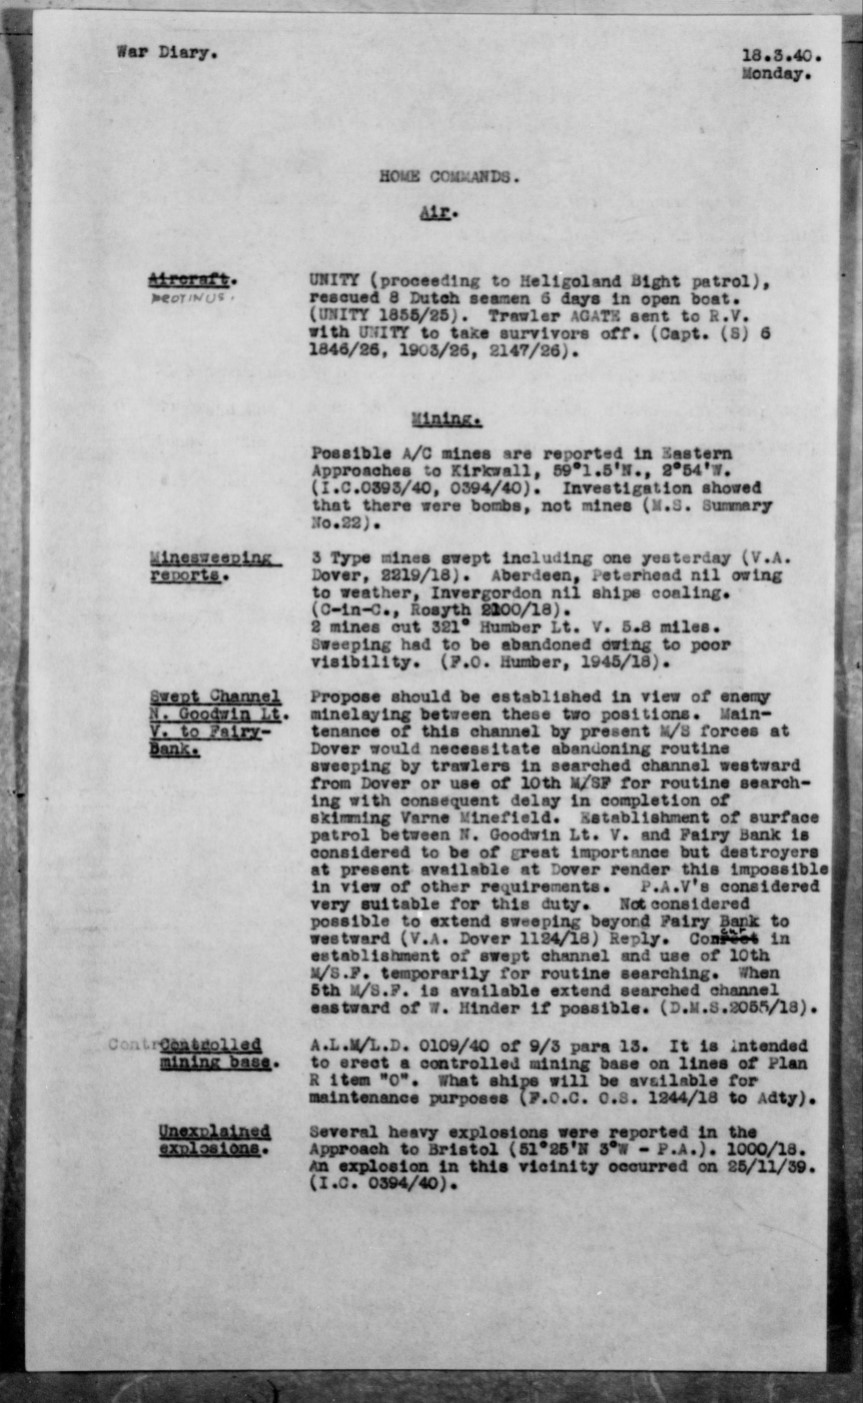 War Diary.
18.3.40.
Monday.
HOME COMMANDS.
Air.
Aircraft.
PROTINUS.
UNITY (proceeding to Heligoland Bight patrol),
rescued 8 Dutch seamen 6 days in open boat.
(UNITY 1855/25). Trawler AGATE sent to R.V.
with UNITY to take survivors off. (Capt. (S) 6
1846/26, 1903/26, 2147/26).
Mining.
Possible A/C mines are reported in Eastern
Approaches to Kirkwall, 59°1.5'N., 2°54'W.
(I.C.0393/40, 0394/40). Investigation showed
that there were bombs, not mines (M.S. Summary
No.22).
Minesweeping
reports.
3 Type mines swept including one yesterday (V.A.
Dover, 2219/18). Aberdeen, Peterhead nil owing
to weather, Invergordon nil ships coaling.
(C-in-C., Rosyth 2100/18).
2 mines cut 321° Humber Lt. V. 5.8 miles.
Sweeping had to be abandoned owing to poor
visibility. (F.O. Humber, 1945/18).
Swept Channel
N. Goodwin Lt.
V. to Fairy-
Bank.
Propose should be established in view of enemy
minelaying between these two positions. Main-
tenance of this channel by present M/S forces at
Dover would necessitate abandoning routine
sweeping by trawlers in searched channel westward
from Dover or use of 10th M/SF for routine search-
ing with consequent delay in completion of
skimming Varne Minefield. Establishment of surface
patrol between N. Goodwin Lt. V. and Fairy Bank is
considered to be of great importance but destroyers
at present available at Dover render this impossible
in view of other requirements. P.A.V's considered
very suitable for this duty. Not considered
possible to extend sweeping beyond Fairy Bank to
westward (V.A. Dover 1124/18) Reply. in
establishment of swept channel and use of 10th
M/S.F. temporarily for routine searching. When
5th M/S.F. is available extend searched channel
eastward of W. Hinder if possible. (D.M.S.2055/18).
Controlled
mining base.
A.L.M/L.D. 0109/40 of 9/3 para 13. It is intended
to erect a controlled mining base on lines of Plan
R item "O". What ships will be available for
maintenance purposes (F.O.C. O.S. 1244/18 to Adty).
Unexplained
explosions.
Several heavy explosions were reported in the
Approach to Bristol (51°25'N 3°W - P.A.). 1000/18.
An explosion in this vicinity occurred on 25/11/39.
(I.C. 0394/40).